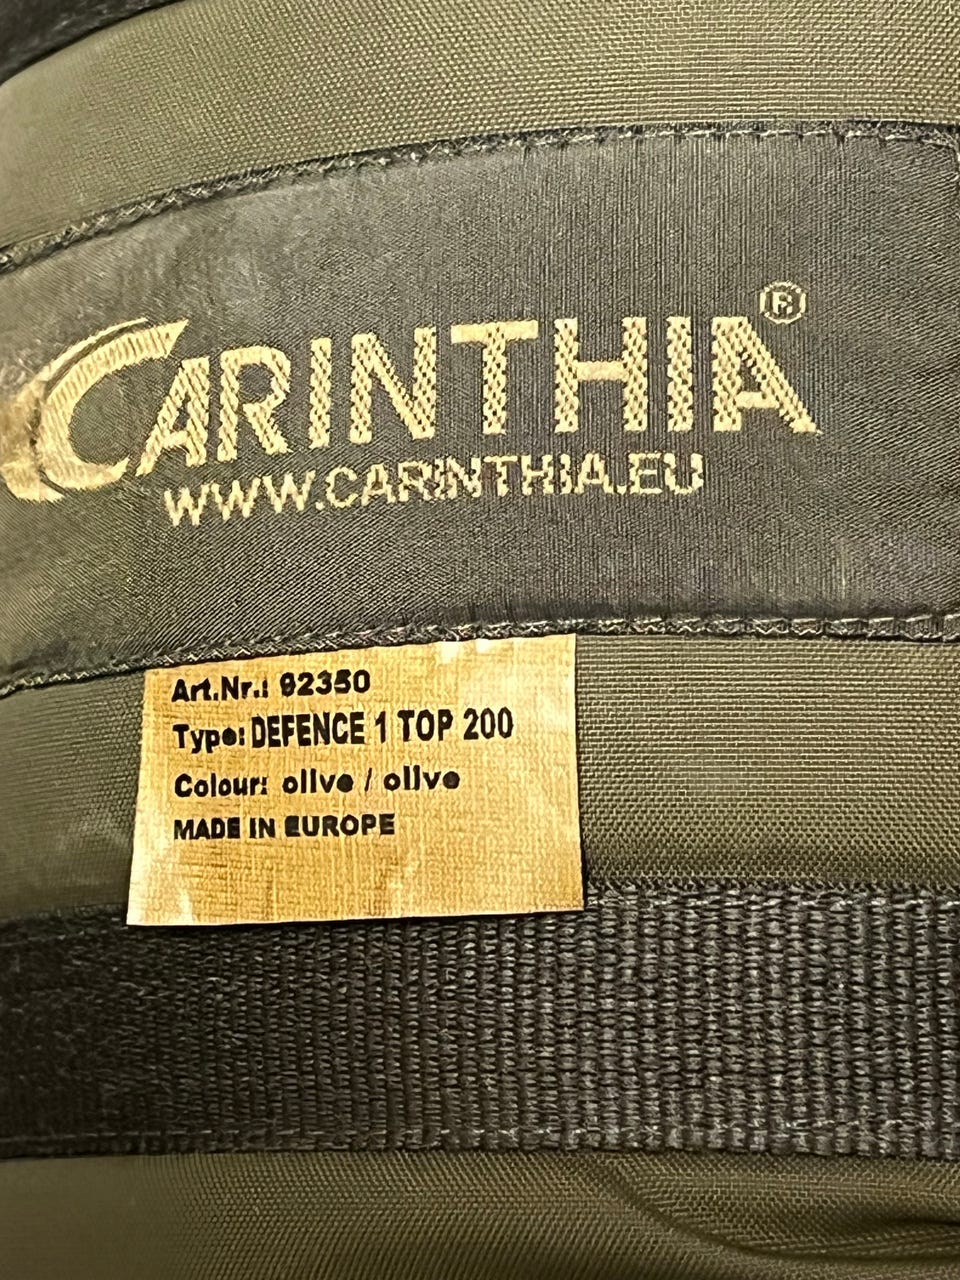 CARINTHIA®
WWW.CARINTHIA.EU
Art.Nr.: 92350
Type: DEFENCE 1 TOP 200
Colour: olive / olive
MADE IN EUROPE